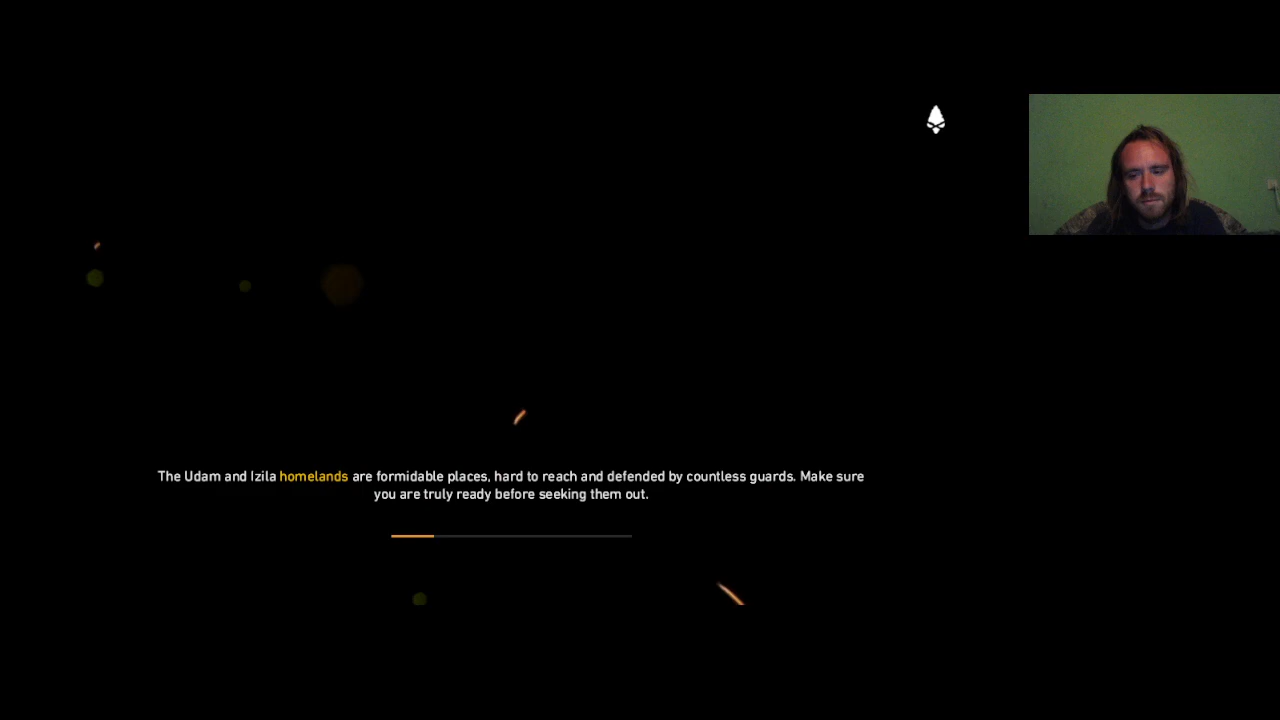 The Udam and Izila homelands are formidable places, hard to reach and defended by countless guards. Make sure
you are truly ready before seeking them out.